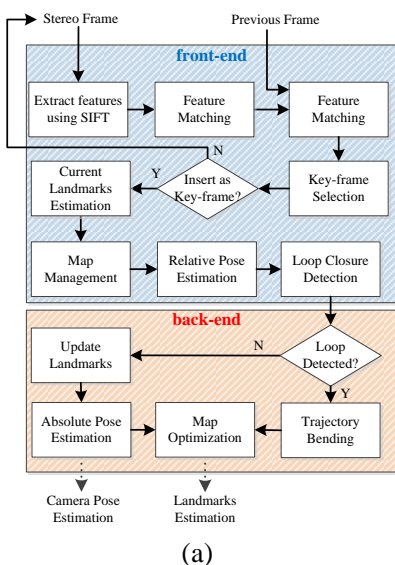 Stereo Frame
Previous Frame
front-end
Extract features
using SIFT
Feature
Matching
Feature
Matching
N
Current
Landmarks
Estimation
Y
Insert as
Key-frame?
Key-frame
Selection
Map
Management
Relative Pose
Estimation
Loop Closure
Detection
back-end
Update
Landmarks
N
Loop
Detected?
Y
Absolute Pose
Estimation
Map
Optimization
Trajectory
Bending
Camera Pose
Estimation
Landmarks
Estimation
(a)